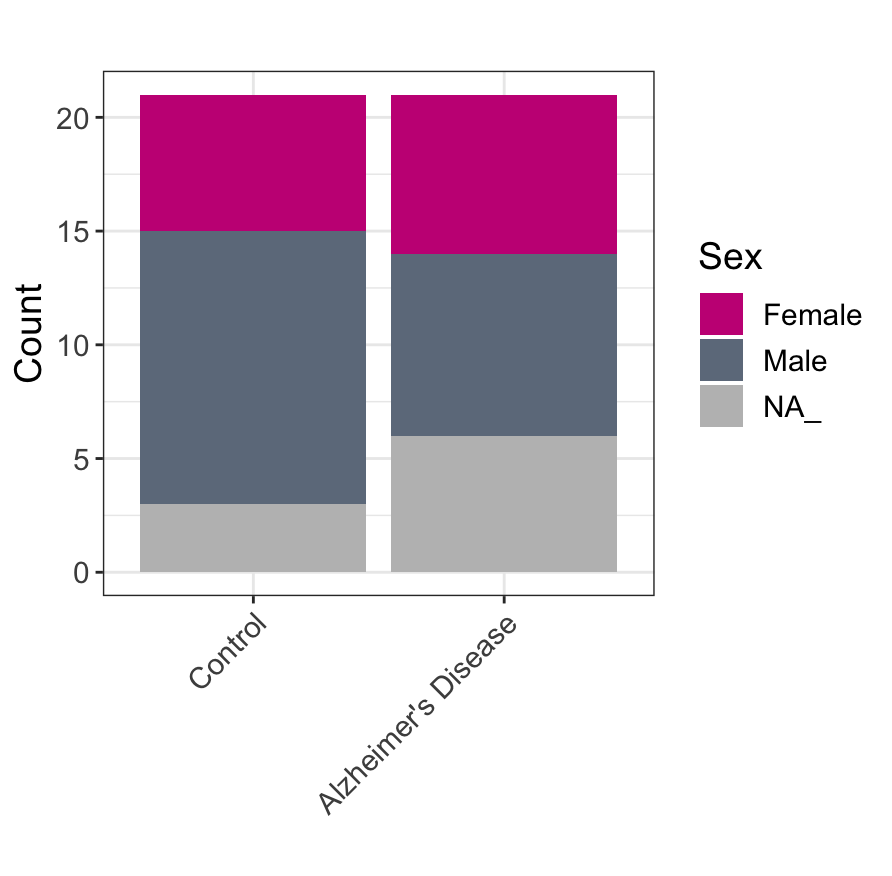 Count
20
15
10
5
0
Control
Alzheimer's Disease
Sex
Female
Male
NA_